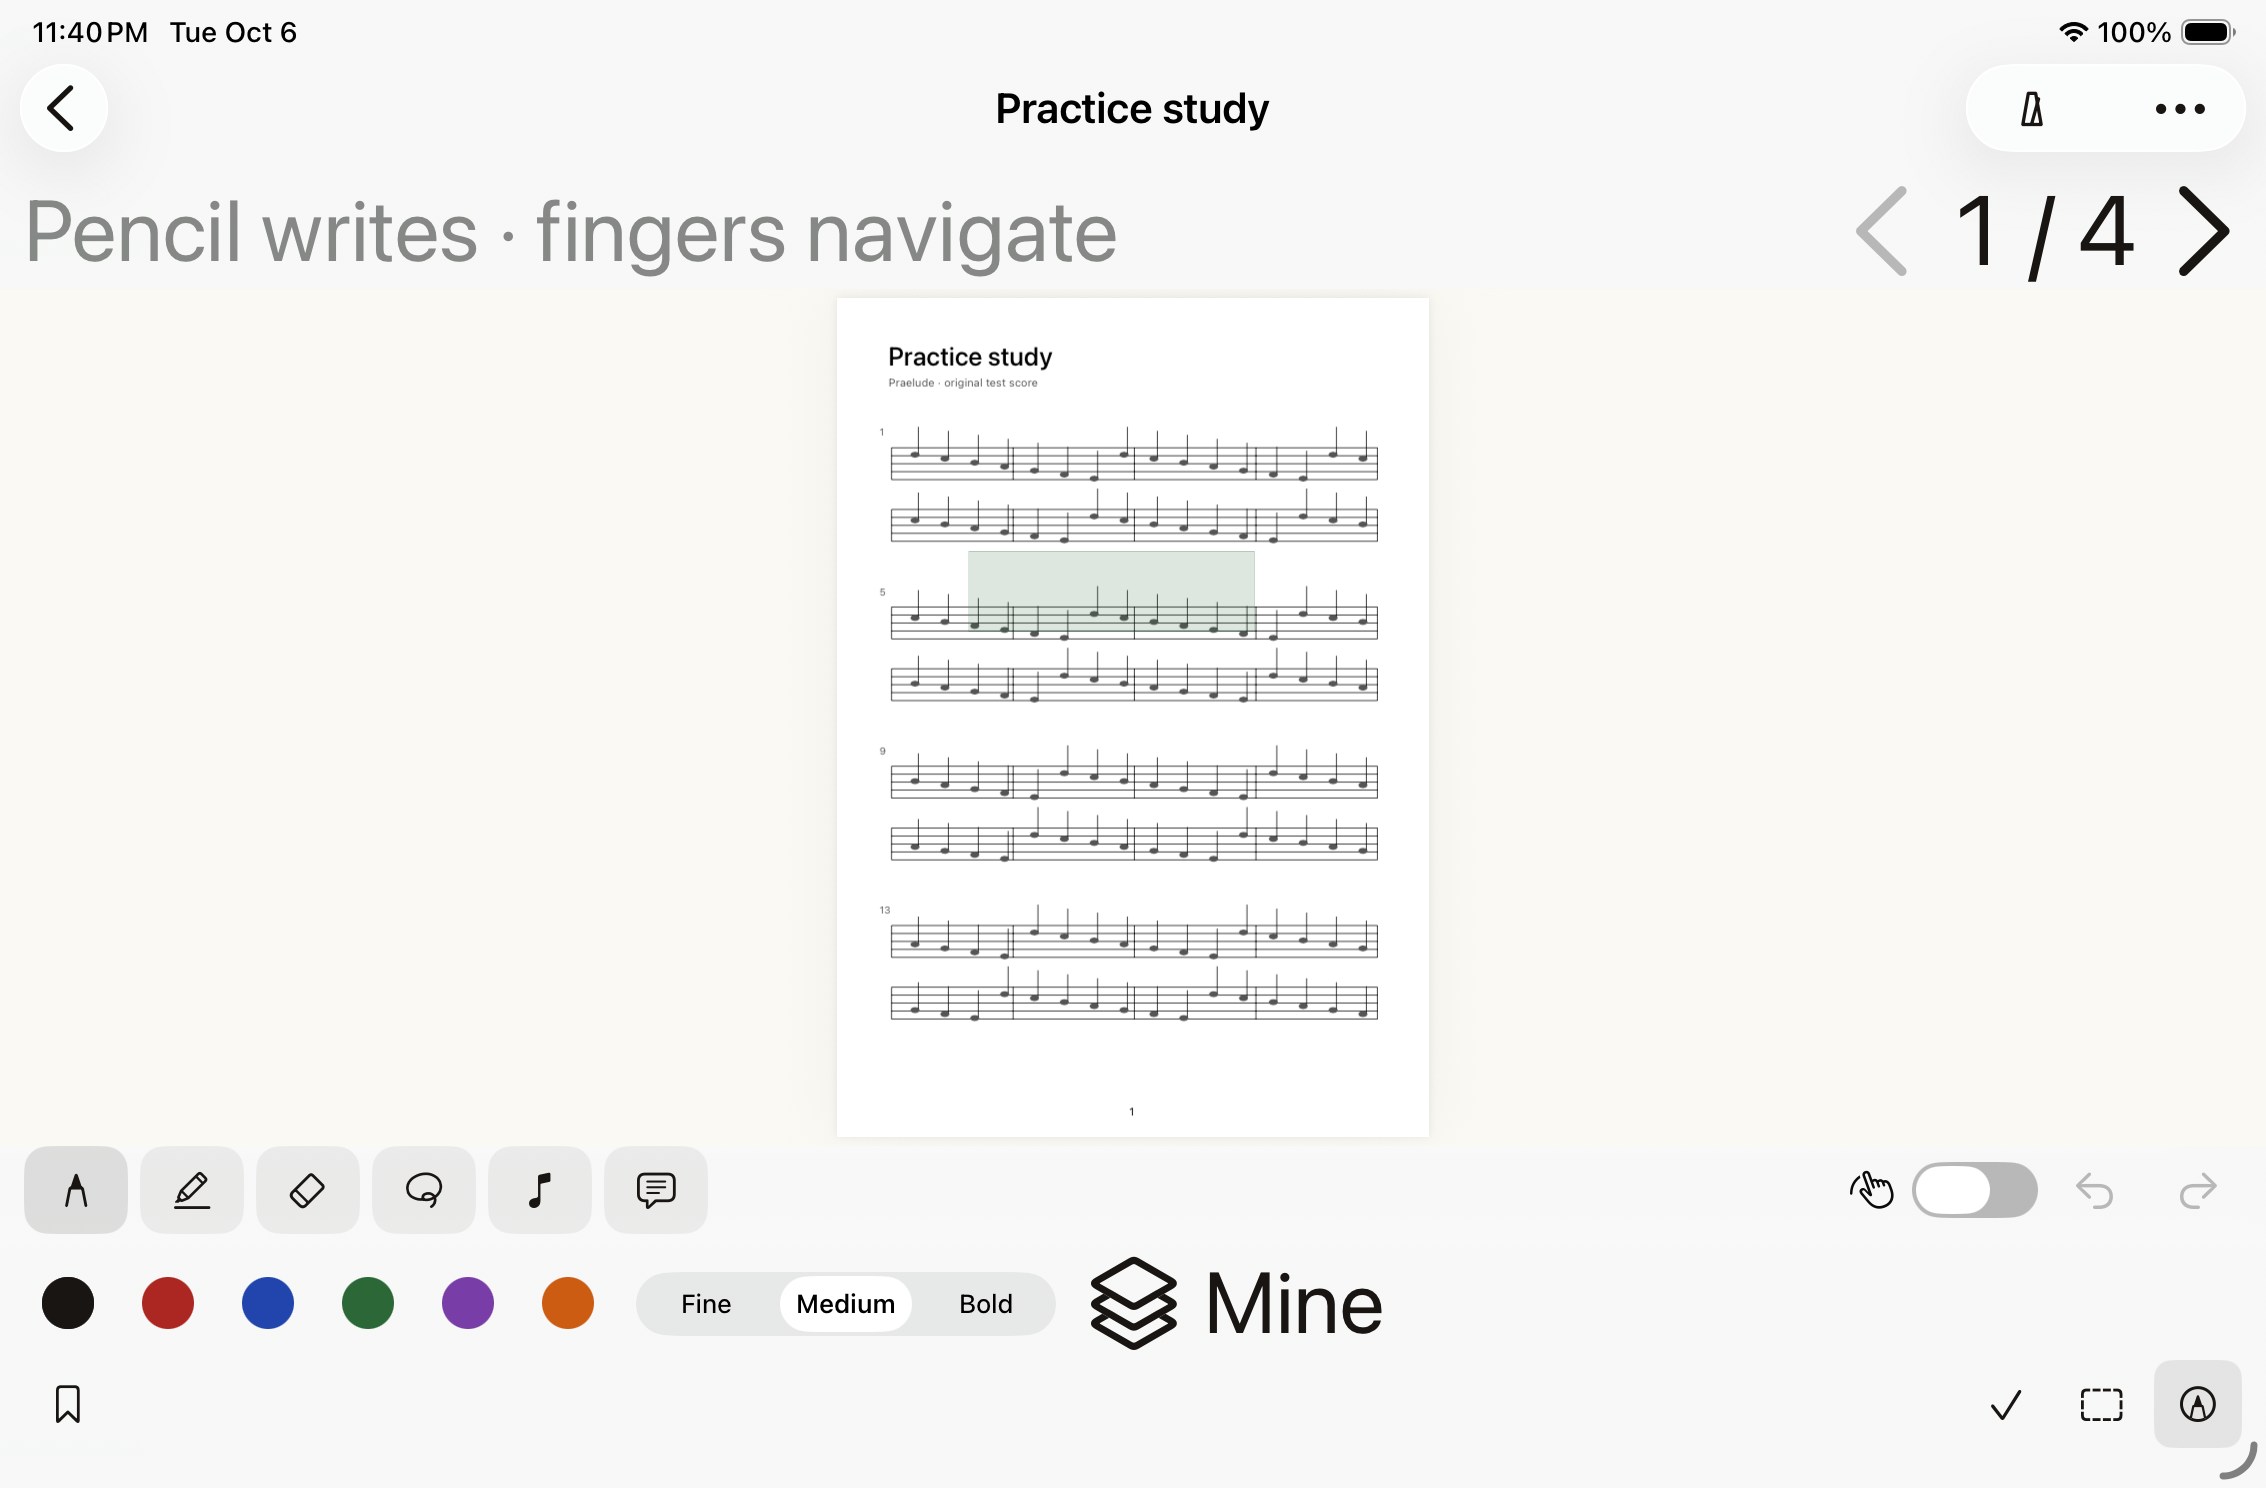 11:40 PM Tue Oct 6
100%
Practice study
Pencil writes · fingers navigate
1 / 4
Practice study
Praelude · original test score
1
5
9
13
1
Fine Medium Bold
Mine